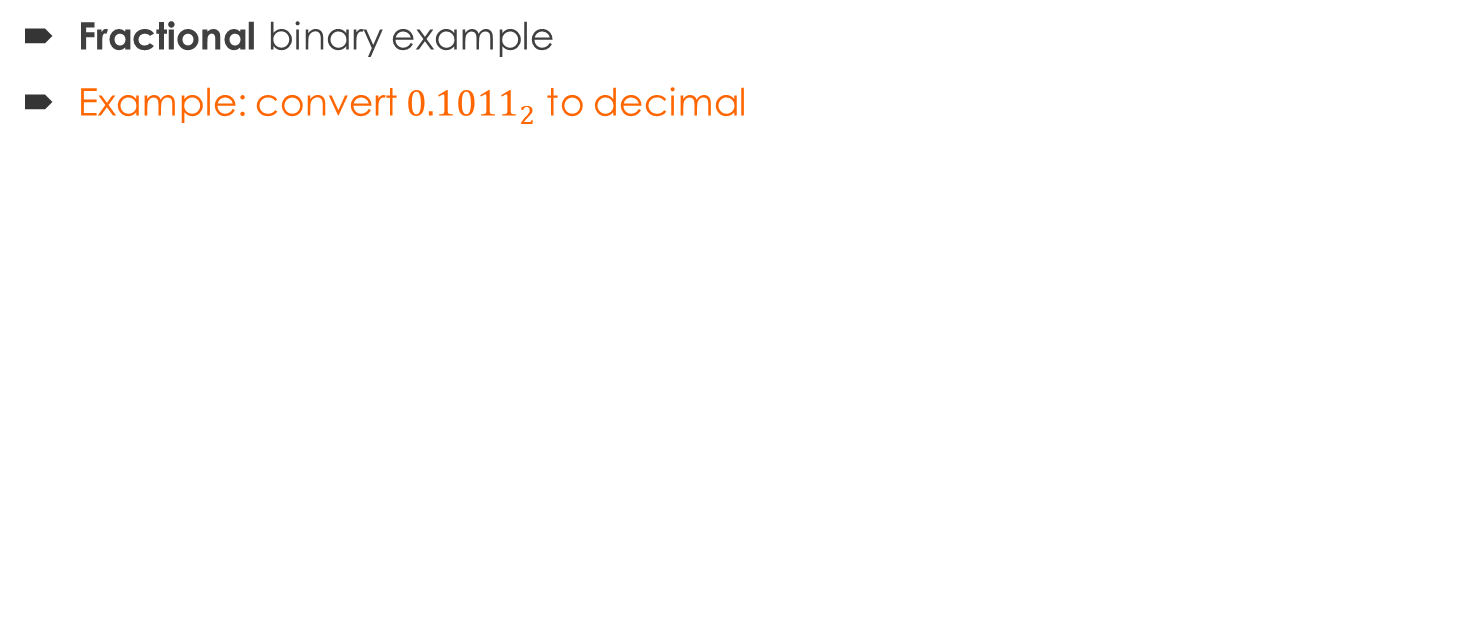 Fractional binary example
Example: convert 0.1011₂ to decimal